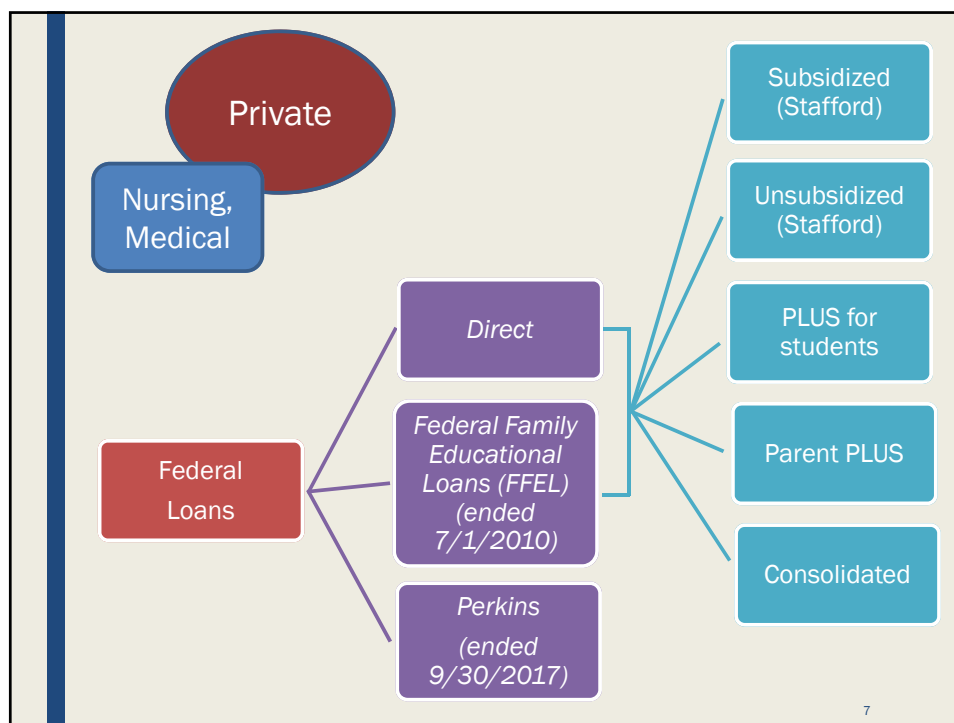 Private
Nursing,
Medical
Federal
Loans
Direct
Federal Family
Educational
Loans (FFEL)
(ended
7/1/2010)
Perkins
(ended
9/30/2017)
Subsidized
(Stafford)
Unsubsidized
(Stafford)
PLUS for
students
Parent PLUS
Consolidated
7